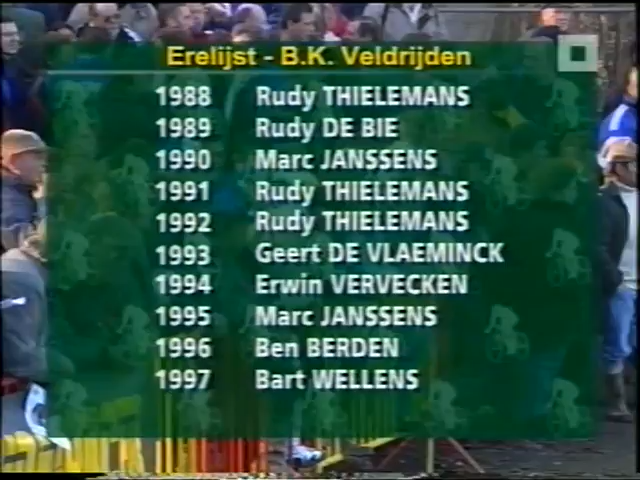 Erelijst - B.K. Veldrijden
1988 Rudy THIELEMANS
1989 Rudy DE BIE
1990 Marc JANSSENS
1991 Rudy THIELEMANS
1992 Rudy THIELEMANS
1993 Geert DE VLAEMINCK
1994 Erwin VERVECKEN
1995 Marc JANSSENS
1996 Ben BERDEN
1997 Bart WELLENS